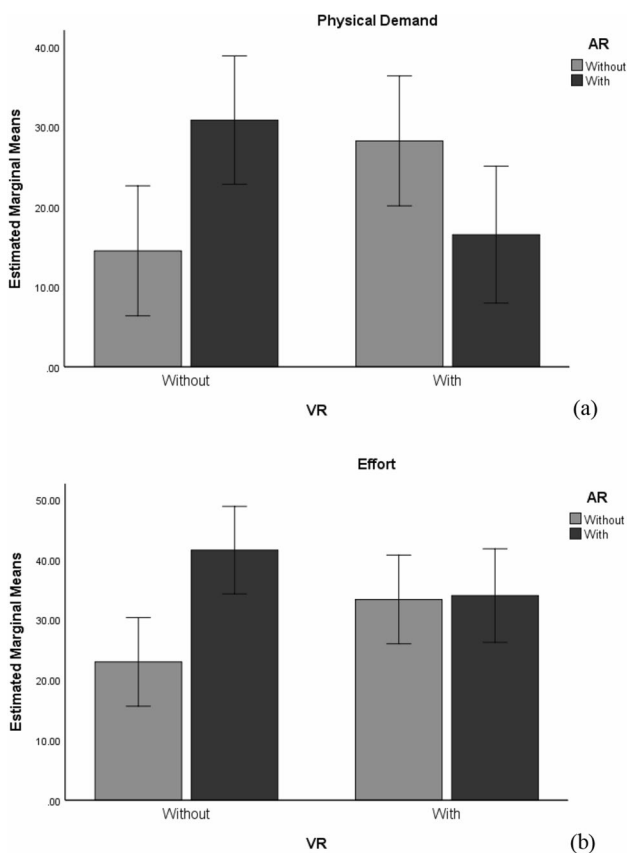 Physical Demand
AR
Without
With
Estimated Marginal Means
40.00
30.00
20.00
10.00
.00
Without
With
VR
(a)
Effort
AR
Without
With
Estimated Marginal Means
50.00
40.00
30.00
20.00
10.00
.00
Without
With
VR
(b)